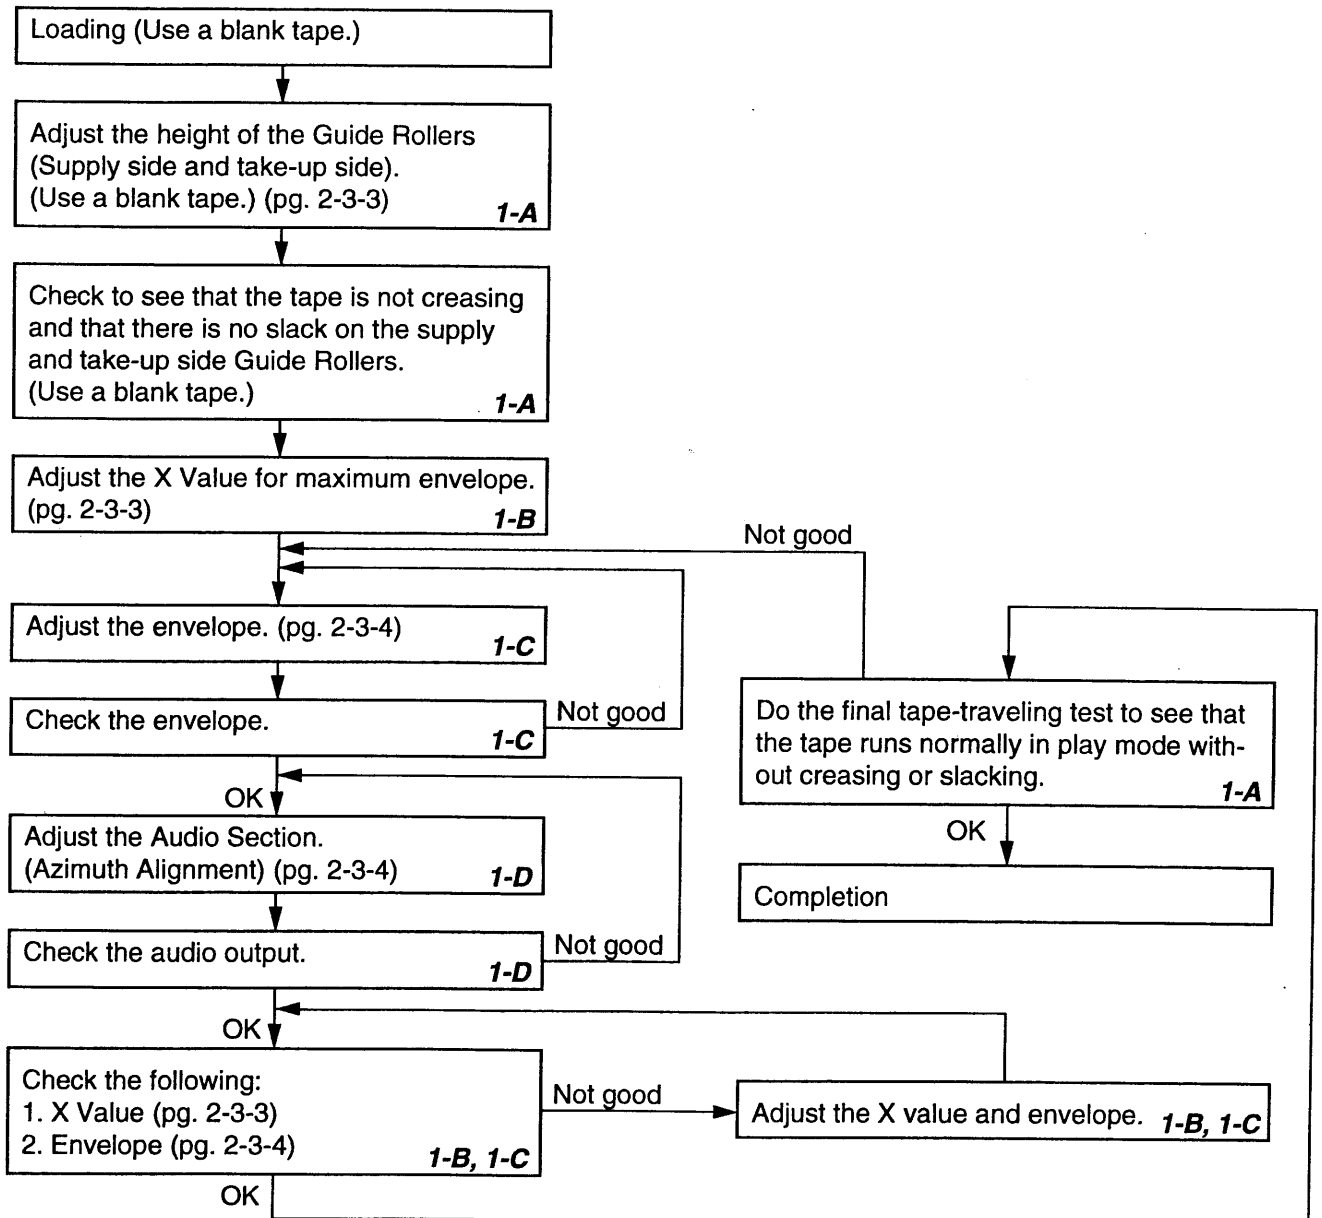 Loading (Use a blank tape.)
Adjust the height of the Guide Rollers
(Supply side and take-up side).
(Use a blank tape.) (pg. 2-3-3)
1-A
Check to see that the tape is not creasing
and that there is no slack on the supply
and take-up side Guide Rollers.
(Use a blank tape.)
1-A
Adjust the X Value for maximum envelope.
(pg. 2-3-3)
1-B
Not good
Adjust the envelope. (pg. 2-3-4)
1-C
Check the envelope.
1-C
Not good
OK
Adjust the Audio Section.
(Azimuth Alignment) (pg. 2-3-4)
1-D
Check the audio output.
1-D
Not good
OK
Check the following:
1. X Value (pg. 2-3-3)
2. Envelope (pg. 2-3-4)
1-B, 1-C
Not good
Adjust the X value and envelope.
1-B, 1-C
OK
Do the final tape-traveling test to see that
the tape runs normally in play mode with-
out creasing or slacking.
1-A
OK
Completion